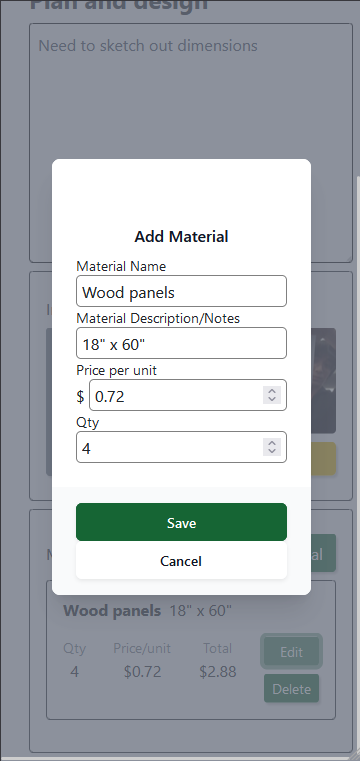 Plan and design
Need to sketch out dimensions
Add Material
Material Name
Wood panels
Material Description/Notes
18" x 60"
Price per unit
$ 0.72
Qty
4
Save
Cancel
Wood panels 18" x 60"
Qty Price/unit Total
4 $0.72 $2.88
Edit
Delete